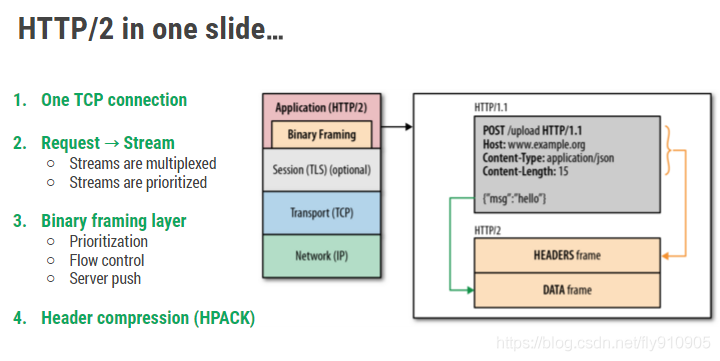 HTTP/2 in one slide...
1. One TCP connection
2. Request → Stream
○ Streams are multiplexed
○ Streams are prioritized
3. Binary framing layer
○ Prioritization
○ Flow control
○ Server push
4. Header compression (HPACK)
Application (HTTP/2)
Binary Framing
Session (TLS) (optional)
Transport (TCP)
Network (IP)
HTTP/1.1
POST /upload HTTP/1.1
Host: www.example.org
Content-Type: application/json
Content-Length: 15
{"msg":"hello"}
HTTP/2
HEADERS frame
DATA frame
https://blog.csdn.net/fly910905